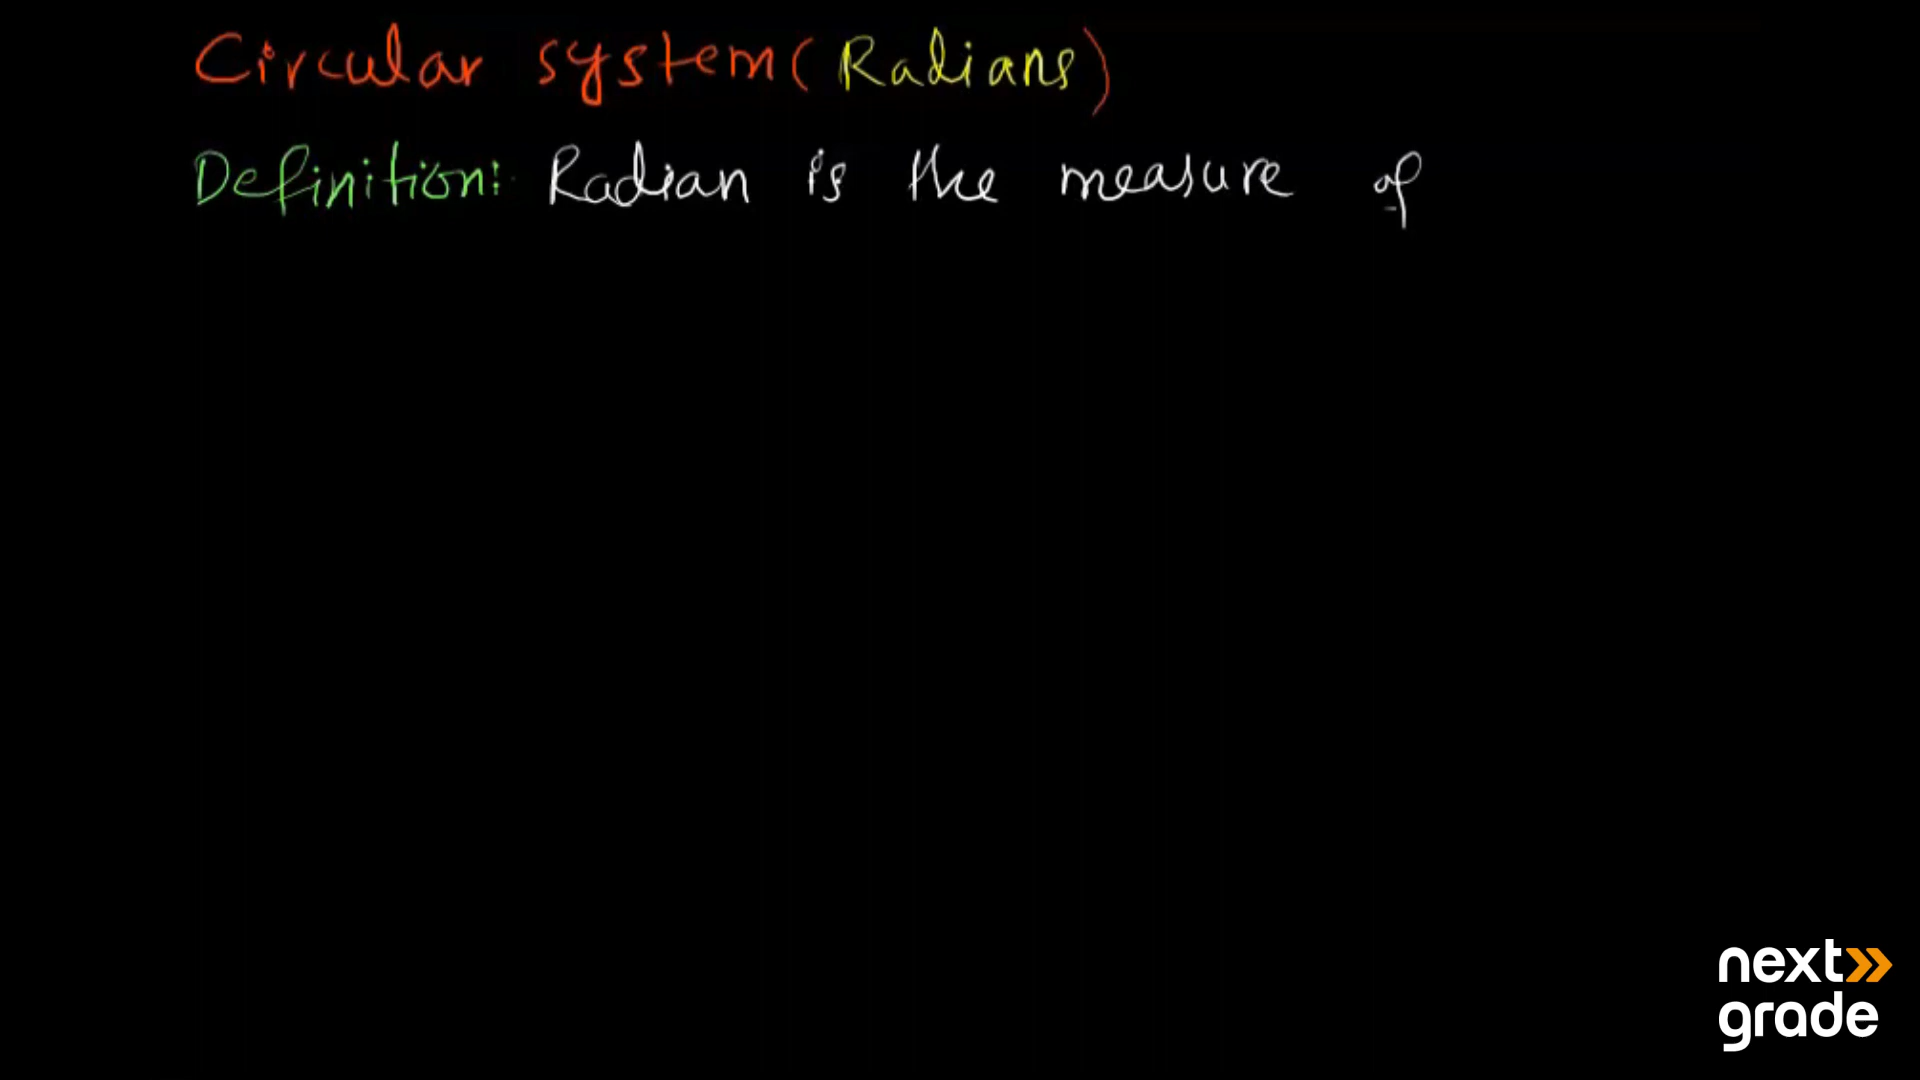 Circular system (Radians)
Definition: Radian is the measure of
next
grade